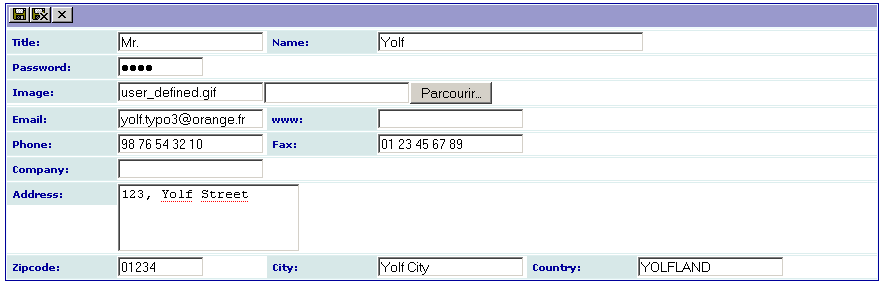 Title: Mr. Name: Yolf
Password: ●●●●
Image: user_defined.gif Parcourir...
Email: yolf.typo3@orange.fr www:
Phone: 98 76 54 32 10 Fax: 01 23 45 67 89
Company:
Address: 123, Yolf Street
Zipcode: 01234 City: Yolf City Country: YOLFLAND